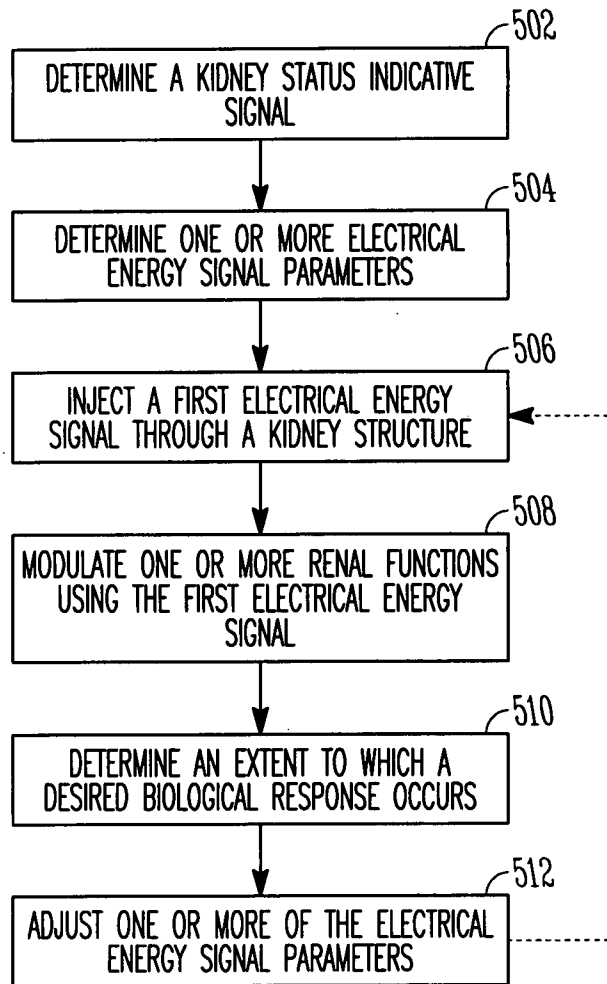 502
DETERMINE A KIDNEY STATUS INDICATIVE
SIGNAL
504
DETERMINE ONE OR MORE ELECTRICAL
ENERGY SIGNAL PARAMETERS
506
INJECT A FIRST ELECTRICAL ENERGY
SIGNAL THROUGH A KIDNEY STRUCTURE
508
MODULATE ONE OR MORE RENAL FUNCTIONS
USING THE FIRST ELECTRICAL ENERGY
SIGNAL
510
DETERMINE AN EXTENT TO WHICH A
DESIRED BIOLOGICAL RESPONSE OCCURS
512
ADJUST ONE OR MORE OF THE ELECTRICAL
ENERGY SIGNAL PARAMETERS